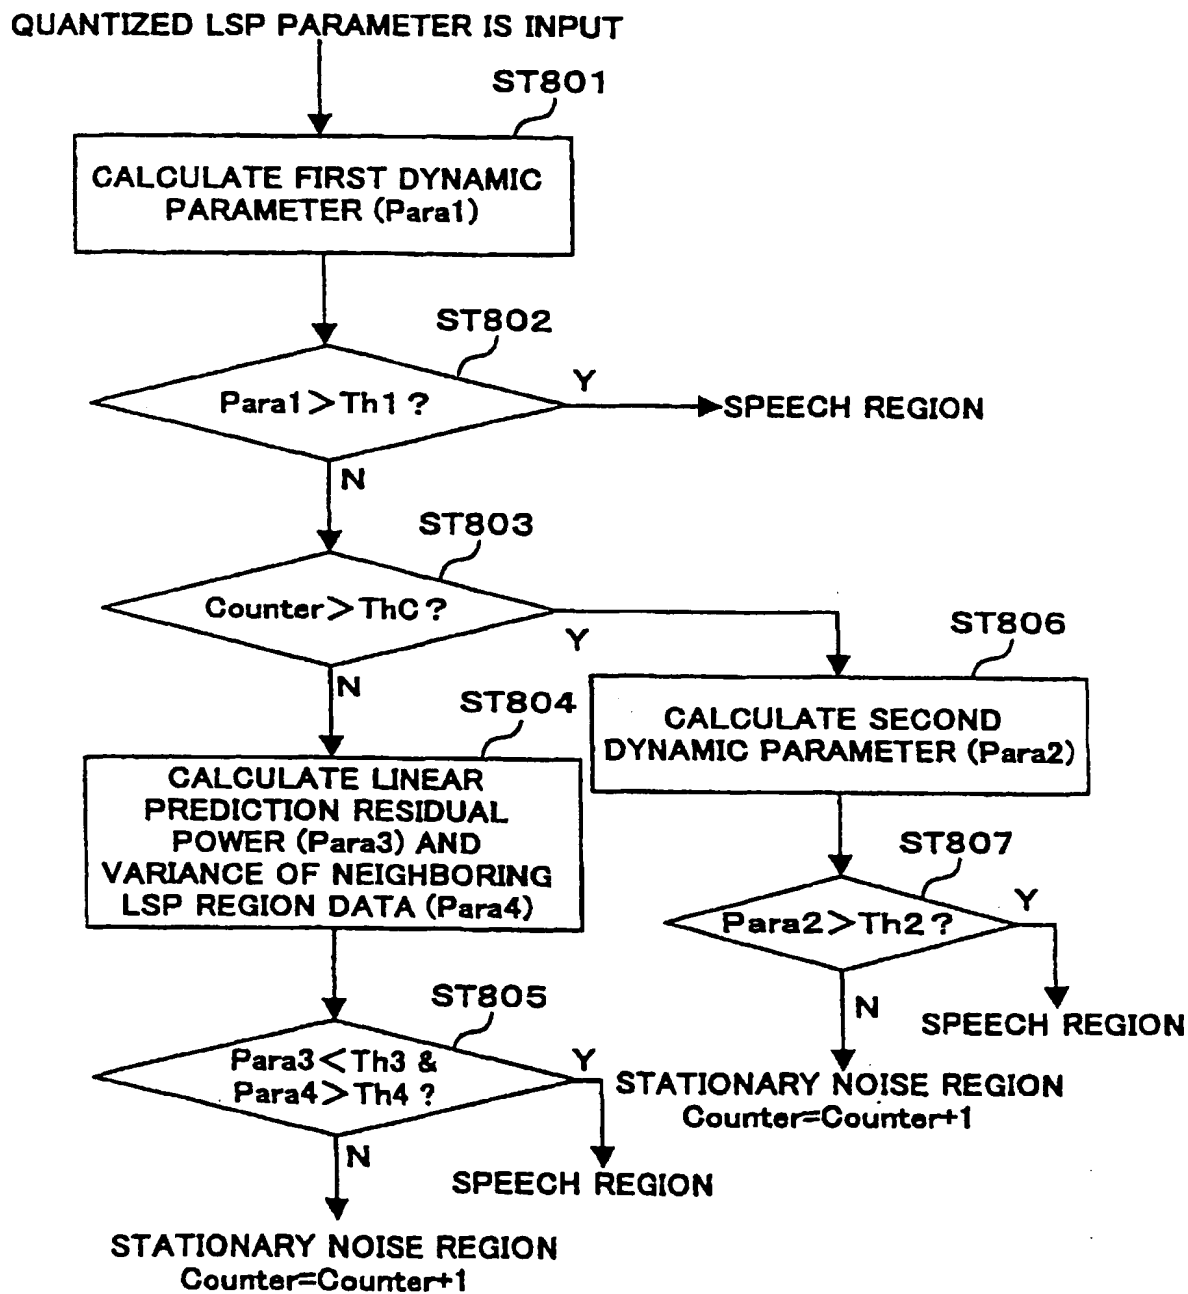 QUANTIZED LSP PARAMETER IS INPUT
ST801
CALCULATE FIRST DYNAMIC
PARAMETER (Para1)
ST802
Para1>Th1?
Y
SPEECH REGION
N
ST803
Counter>ThC?
Y
N
ST806
CALCULATE SECOND
DYNAMIC PARAMETER (Para2)
ST804
CALCULATE LINEAR
PREDICTION RESIDUAL
POWER (Para3) AND
VARIANCE OF NEIGHBORING
LSP REGION DATA (Para4)
ST807
Para2>Th2?
Y
SPEECH REGION
N
STATIONARY NOISE REGION
Counter=Counter+1
ST805
Para3<Th3 &
Para4>Th4 ?
Y
SPEECH REGION
N
STATIONARY NOISE REGION
Counter=Counter+1